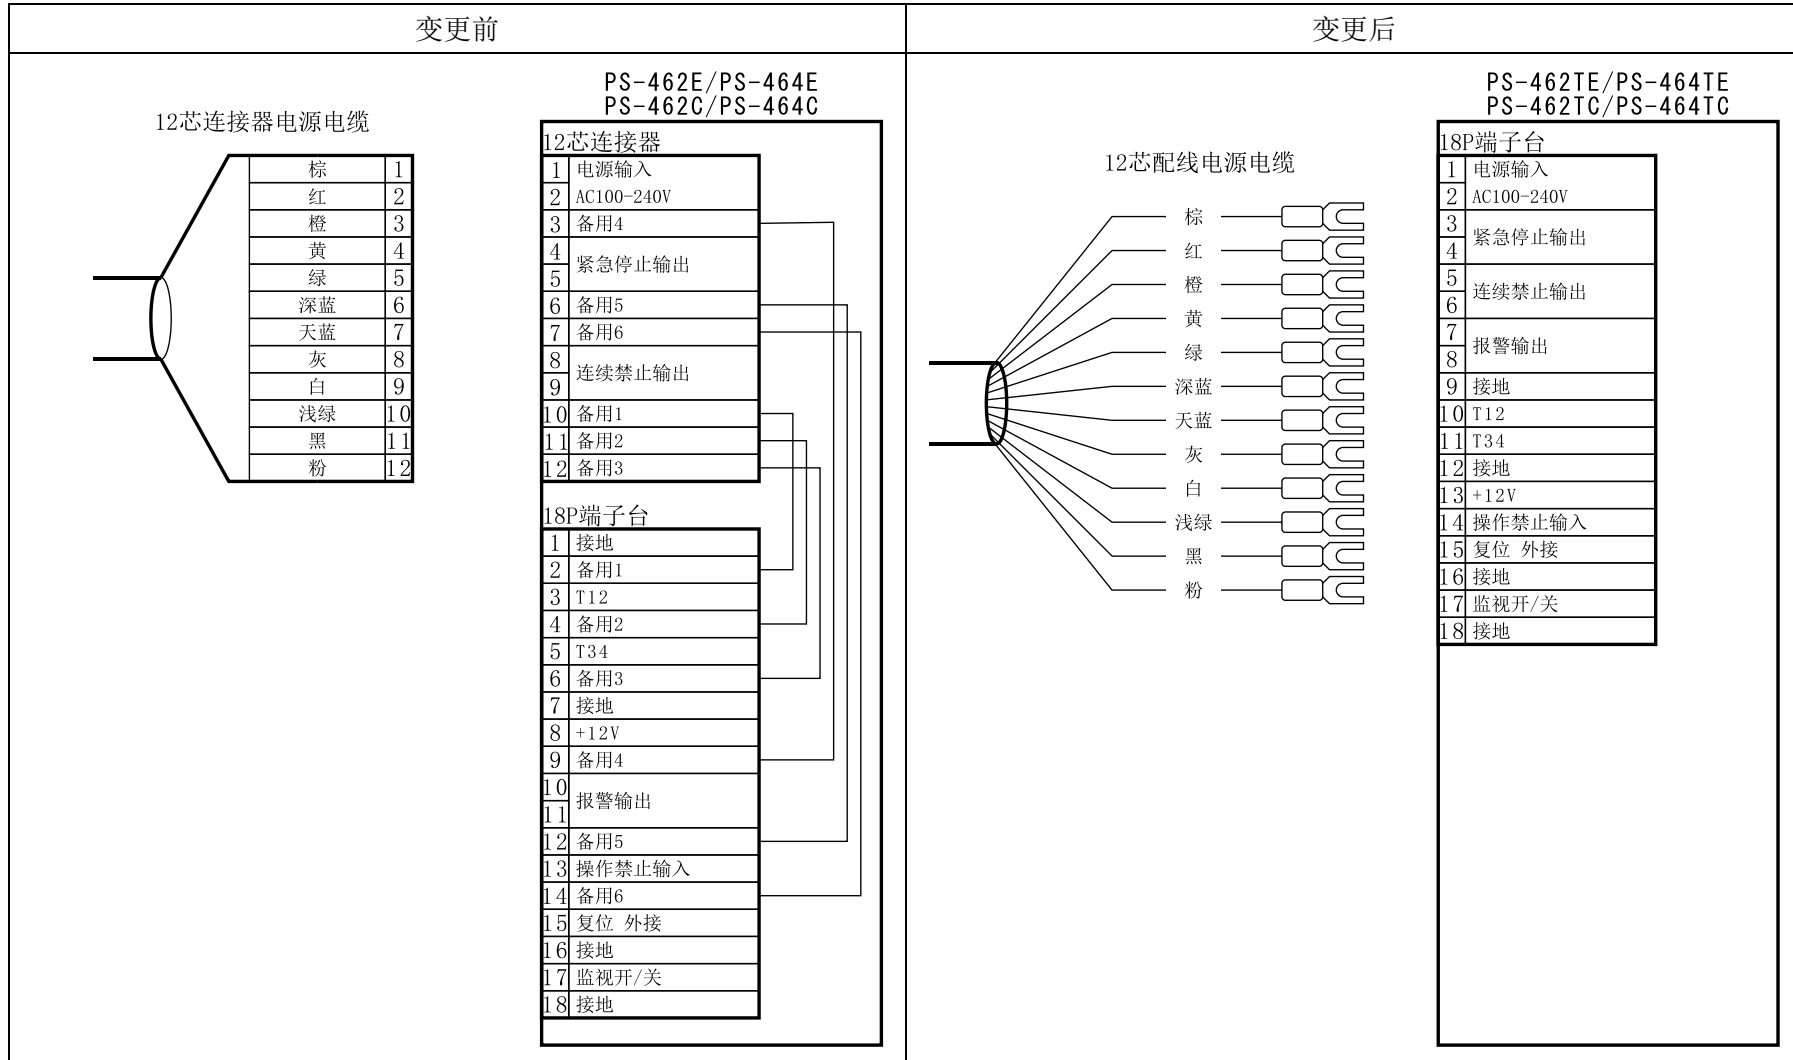 变更前
变更后
12芯连接器电源电缆
棕 1
红 2
橙 3
黄 4
绿 5
深蓝 6
天蓝 7
灰 8
白 9
浅绿 10
黑 11
粉 12
PS-462E/PS-464E
PS-462C/PS-464C
12芯连接器
1 电源输入
2 AC100-240V
3 备用4
4
紧急停止输出
5
6 备用5
7 备用6
8
连续禁止输出
9
10 备用1
11 备用2
12 备用3
18P端子台
1 接地
2 备用1
3 T12
4 备用2
5 T34
6 备用3
7 接地
8 +12V
9 备用4
10
报警输出
11
12 备用5
13 操作禁止输入
14 备用6
15 复位 外接
16 接地
17 监视开/关
18 接地
12芯配线电源电缆
棕
红
橙
黄
绿
深蓝
天蓝
灰
白
浅绿
黑
粉
PS-462TE/PS-464TE
PS-462TC/PS-464TC
18P端子台
1 电源输入
2 AC100-240V
3
紧急停止输出
4
5
连续禁止输出
6
7
报警输出
8
9 接地
10 T12
11 T34
12 接地
13 +12V
14 操作禁止输入
15 复位 外接
16 接地
17 监视开/关
18 接地